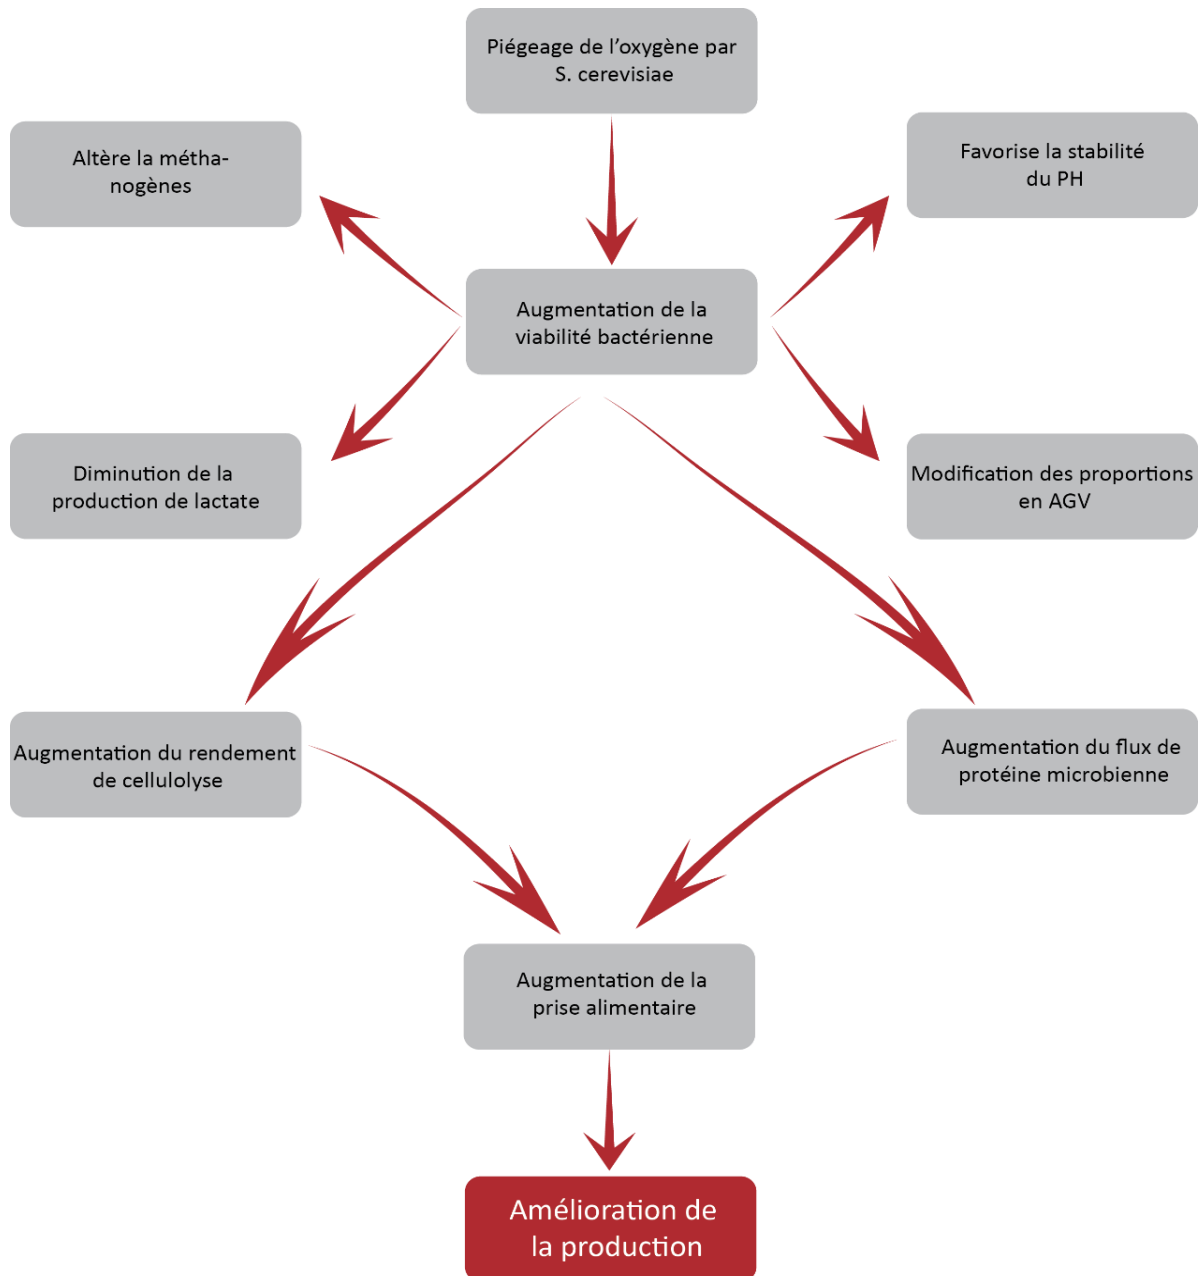 Piégeage de l’oxygène par
S. cerevisiae
Altère la métha-
nogènes
Favorise la stabilité
du PH
Augmentation de la
viabilité bactérienne
Diminution de la
production de lactate
Modification des proportions
en AGV
Augmentation du rendement
de cellulolyse
Augmentation du flux de
protéine microbienne
Augmentation de la
prise alimentaire
Amélioration de
la production